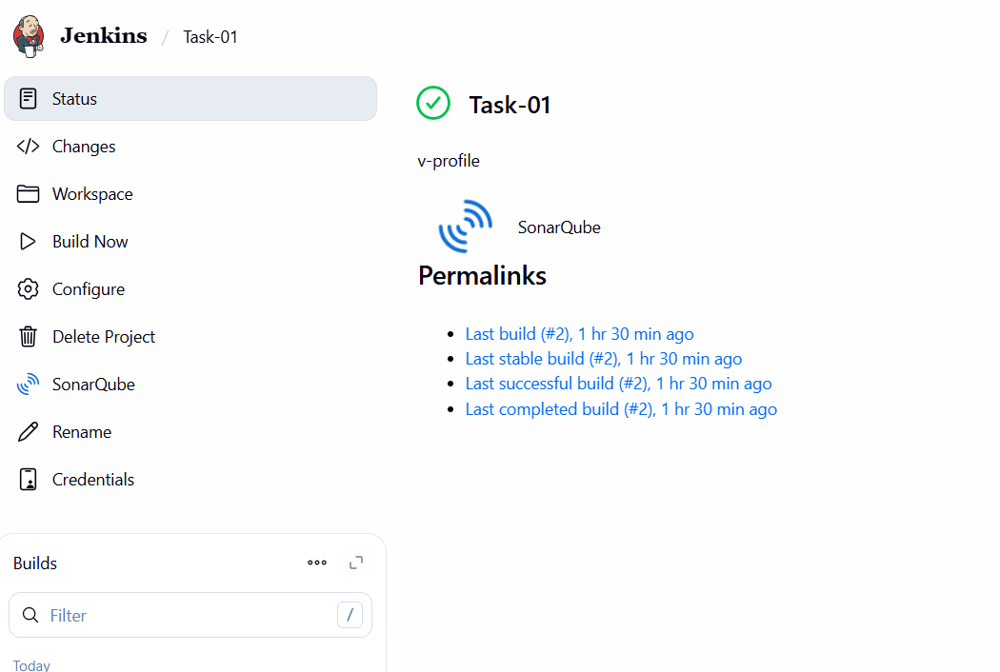 Jenkins / Task-01
Status
Changes
Workspace
Build Now
Configure
Delete Project
SonarQube
Rename
Credentials
Builds
Filter /
Today
Task-01
v-profile
SonarQube
Permalinks
Last build (#2), 1 hr 30 min ago
Last stable build (#2), 1 hr 30 min ago
Last successful build (#2), 1 hr 30 min ago
Last completed build (#2), 1 hr 30 min ago